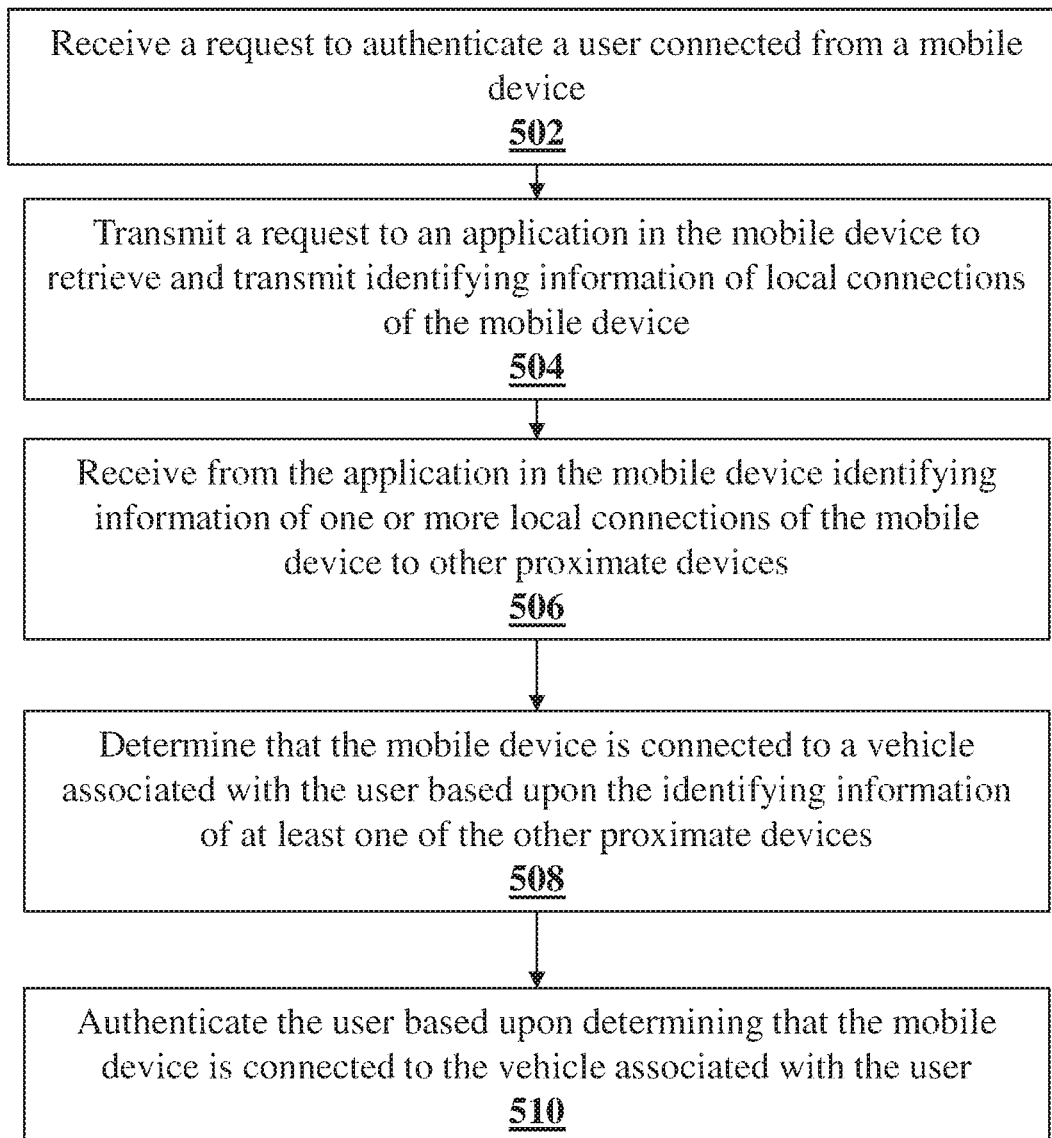 Receive a request to authenticate a user connected from a mobile
device
502
Transmit a request to an application in the mobile device to
retrieve and transmit identifying information of local connections
of the mobile device
504
Receive from the application in the mobile device identifying
information of one or more local connections of the mobile
device to other proximate devices
506
Determine that the mobile device is connected to a vehicle
associated with the user based upon the identifying information
of at least one of the other proximate devices
508
Authenticate the user based upon determining that the mobile
device is connected to the vehicle associated with the user
510